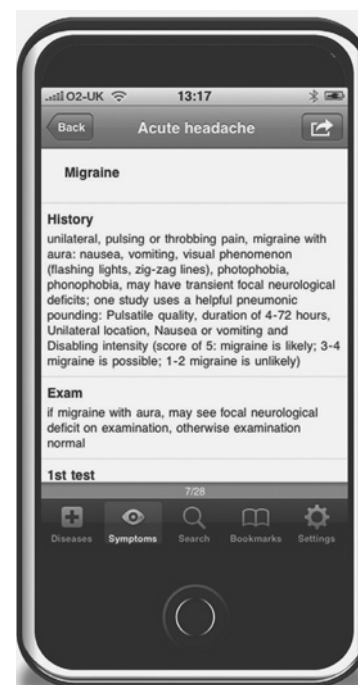 O2-UK 13:17
Back Acute headache
Migraine
History
unilateral, pulsing or throbbing pain, migraine with
aura: nausea, vomiting, visual phenomenon
(flashing lights, zig-zag lines), photophobia,
phonophobia, may have transient focal neurological
deficits; one study uses a helpful pneumonic
pounding: Pulsatile quality, duration of 4-72 hours,
Unilateral location, Nausea or vomiting and
Disabling intensity (score of 5: migraine is likely; 3-4
migraine is possible; 1-2 migraine is unlikely)
Exam
if migraine with aura, may see focal neurological
deficit on examination, otherwise examination
normal
1st test
7/28
Diseases Symptoms Search Bookmarks Settings